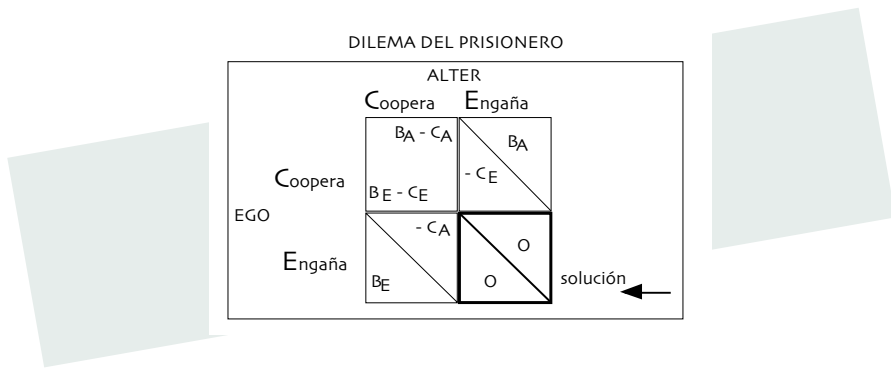 DILEMA DEL PRISIONERO
ALTER
Coopera Engaña
BA - CA BA
- CE
Coopera
BE - CE
EGO
- CA
O
Engaña
BE O solución